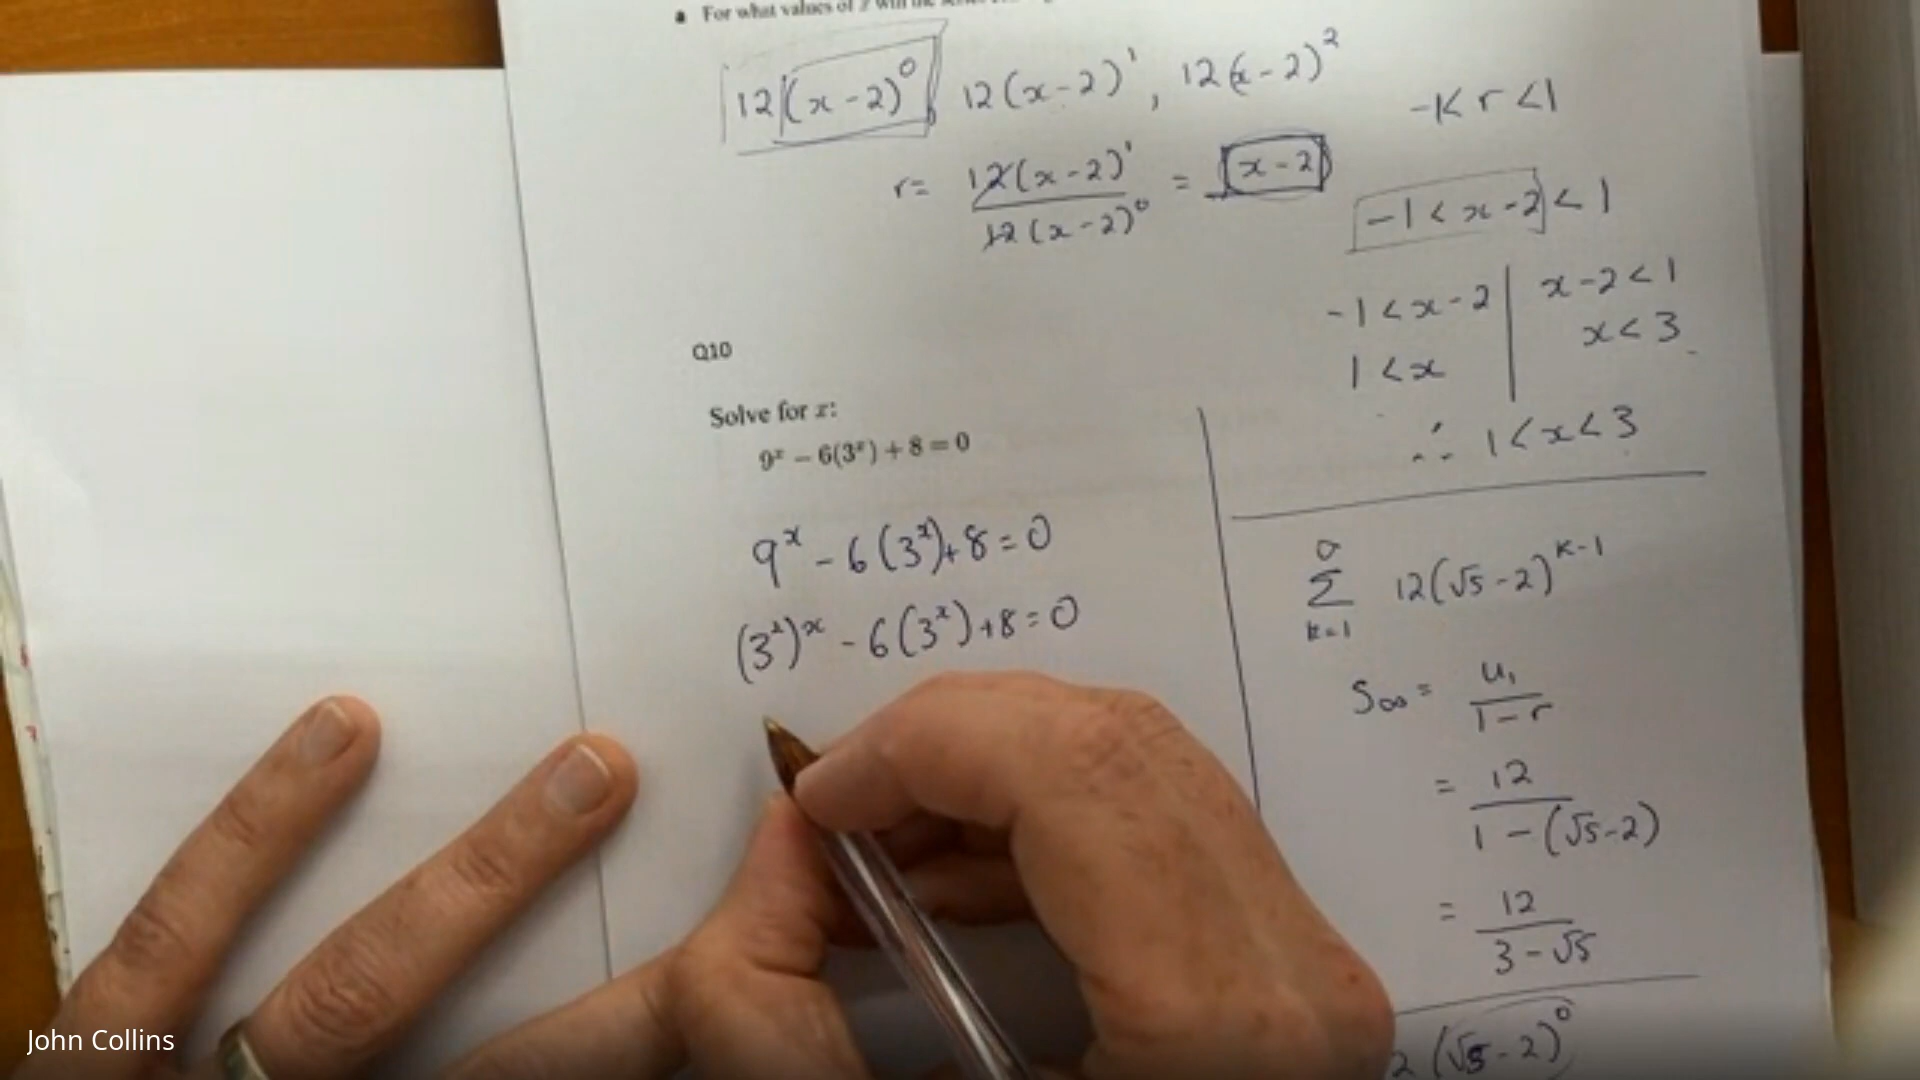 a For what values of x will the series
12(x-2)⁰, 12(x-2)¹, 12(x-2)²
r= 12(x-2)¹ / 12(x-2)⁰ = x-2
-1< r <1
-1 < x-2 < 1
-1 < x-2 | x-2 < 1
1 < x | x < 3
∴ 1 < x < 3
Q10
Solve for x:
9ˣ − 6(3ˣ) + 8 = 0
9ˣ - 6(3ˣ)+8=0
(3²)ˣ - 6(3ˣ)+8=0
Σ k=1 12(√5-2)ᵏ⁻¹
S∞ = u₁ / 1-r
= 12 / 1-(√5-2)
= 12 / 3-√5
2(√5-2)⁰
John Collins